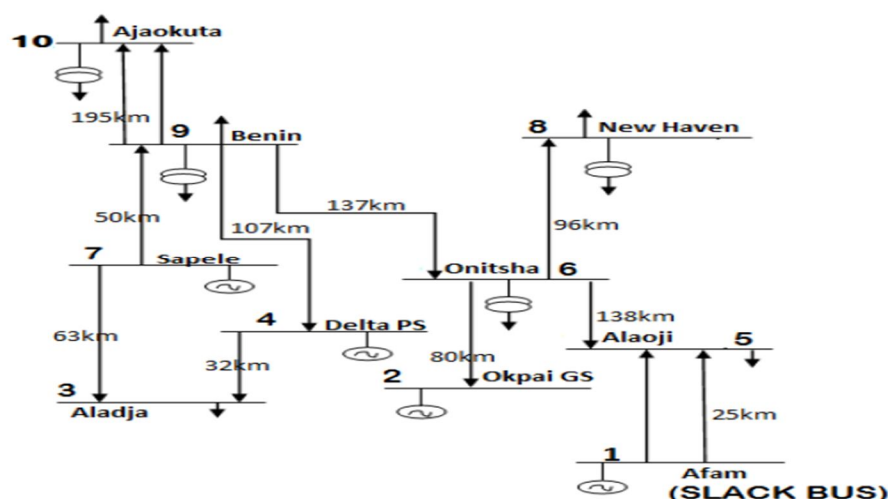 10 Ajaokuta
195km
9 Benin
8 New Haven
137km
50km
107km
96km
7 Sapele
Onitsha 6
63km
4 Delta PS
138km
Alaoji 5
32km
80km
2 Okpai GS
3
Aladja
25km
1
Afam
(SLACK BUS)